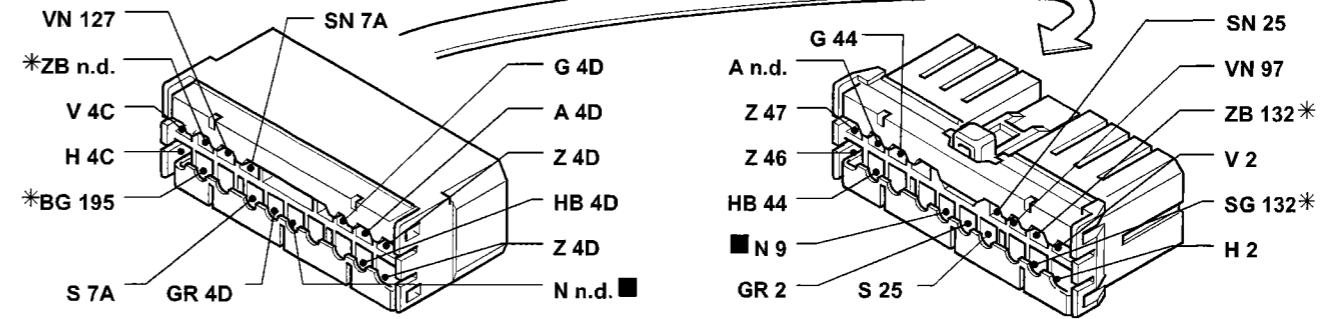 VN 127
SN 7A
✳ZB n.d.
V 4C
H 4C
✳BG 195
S 7A
GR 4D
G 4D
A 4D
Z 4D
HB 4D
Z 4D
N n.d. ■
G 44
A n.d.
Z 47
Z 46
HB 44
■ N 9
GR 2
S 25
SN 25
VN 97
ZB 132✳
V 2
SG 132✳
H 2